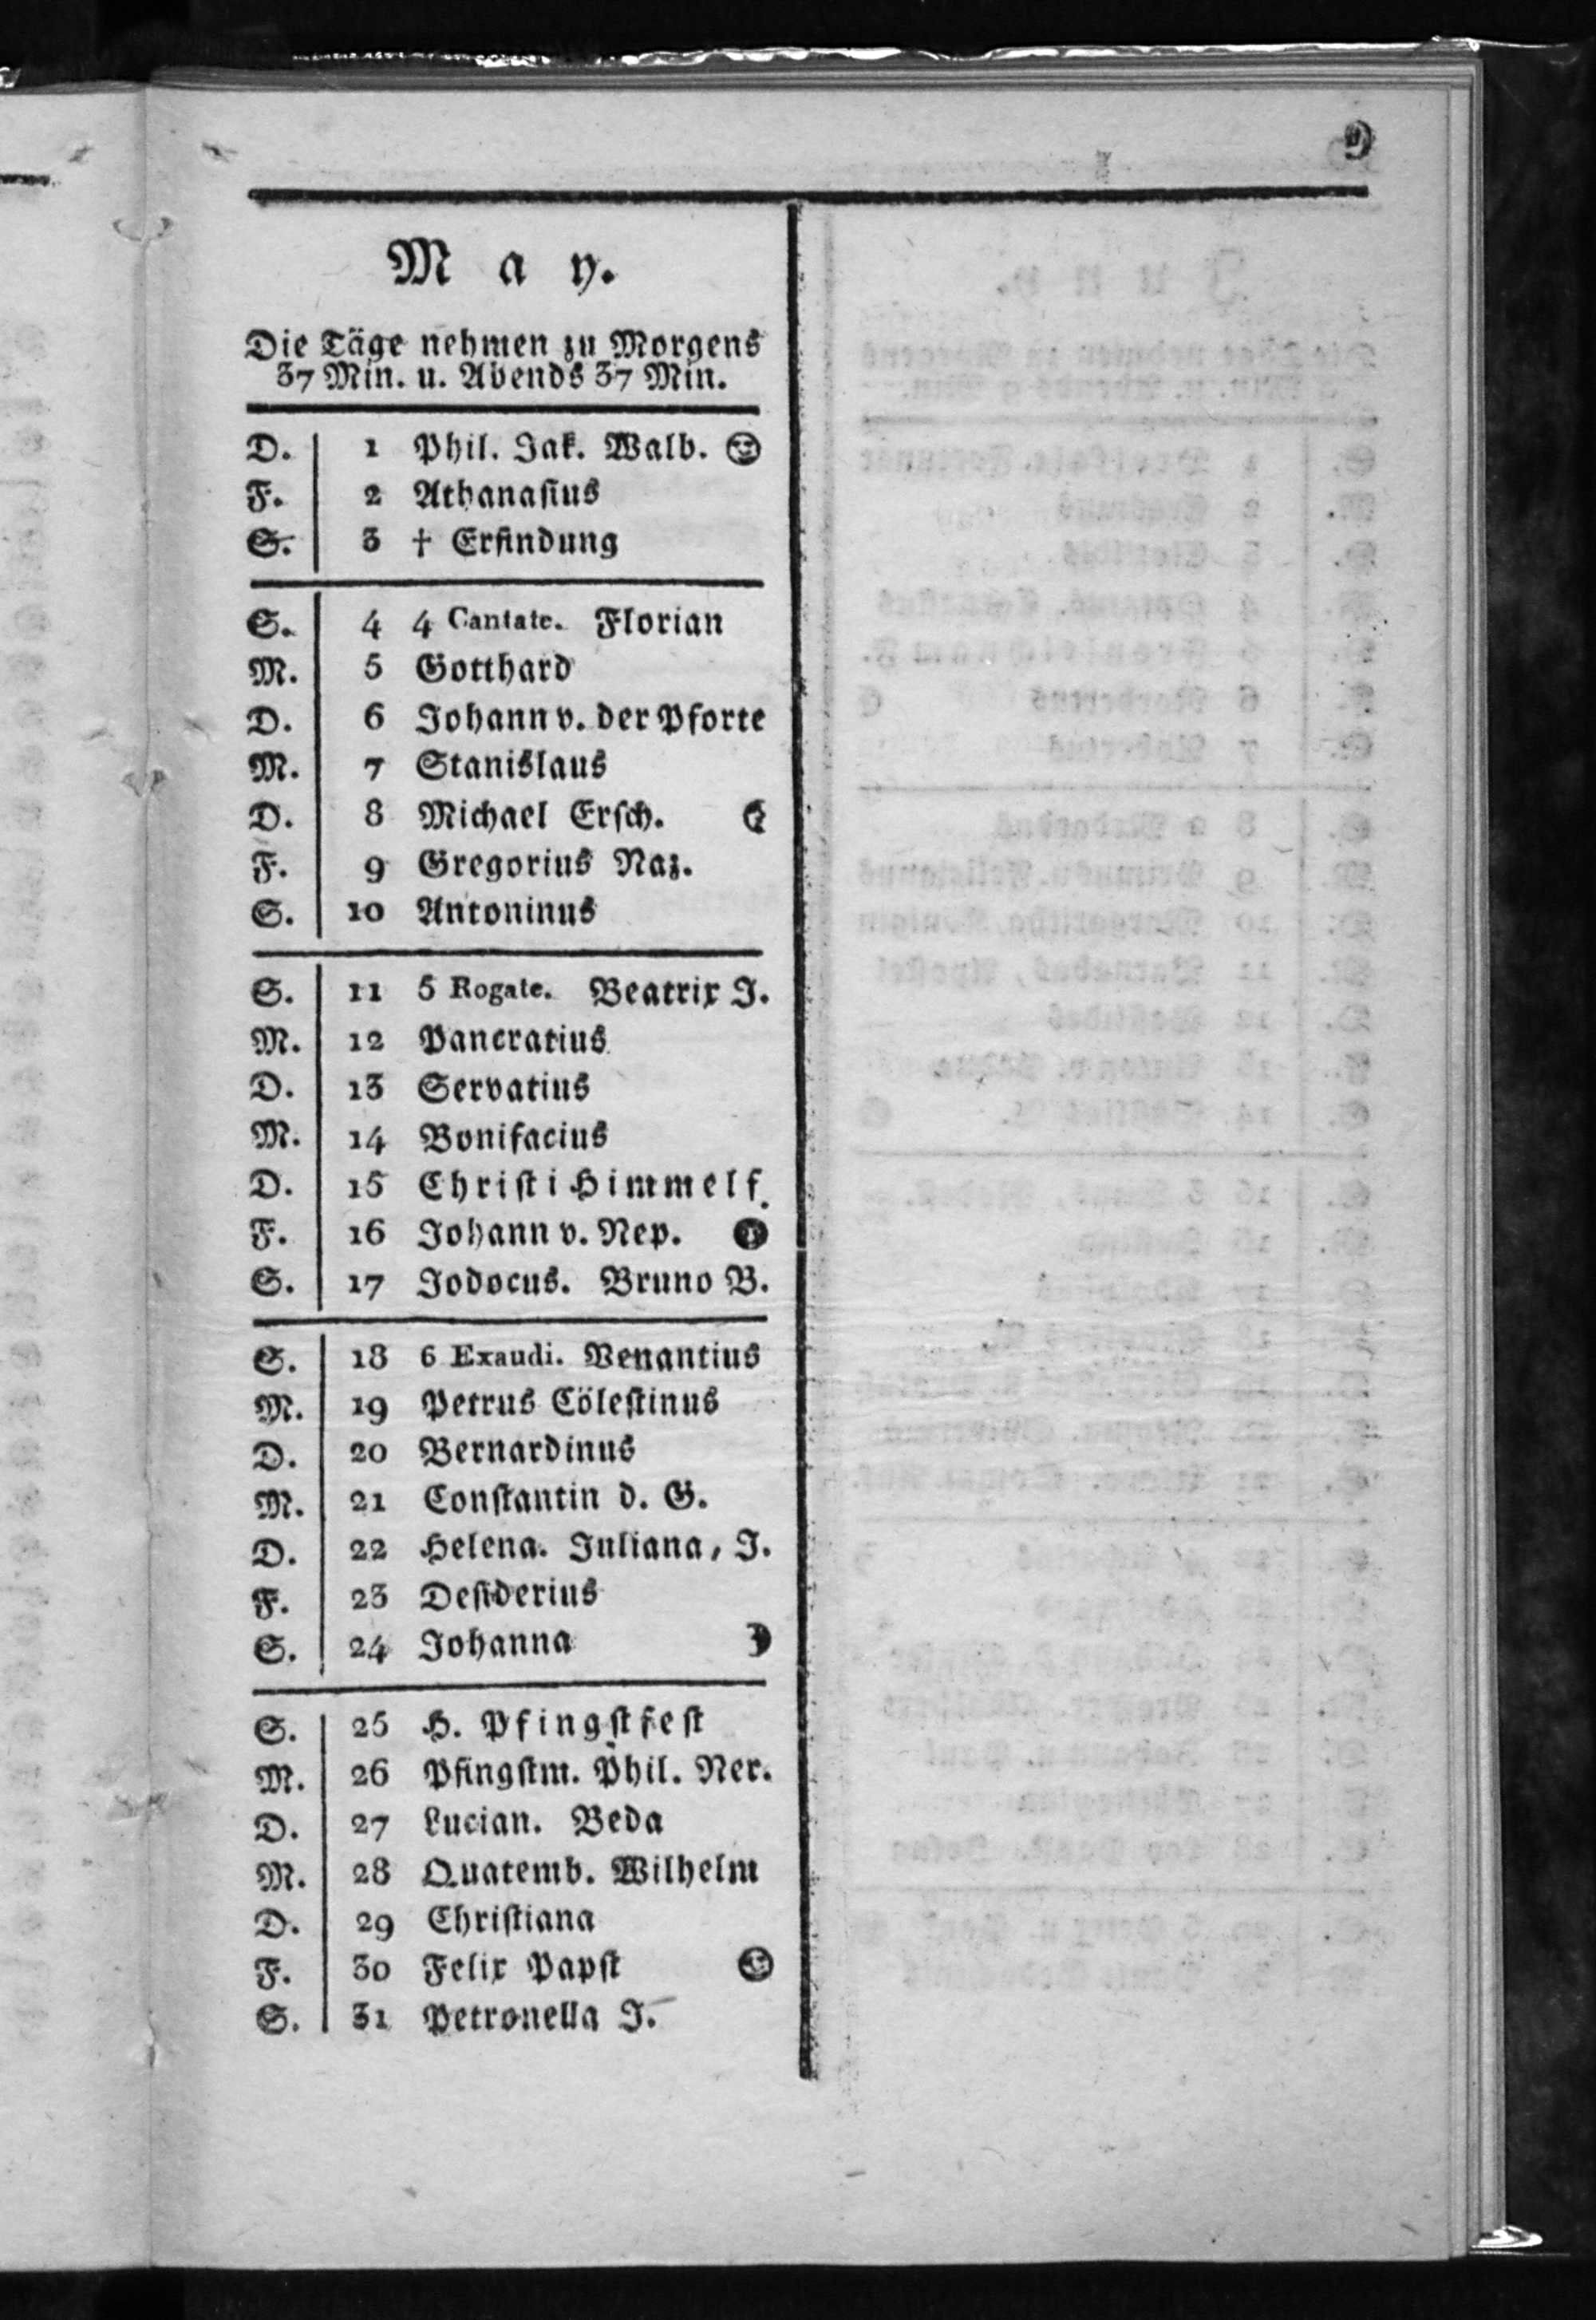 9
May.
Die Täge nehmen zu Morgens
37 Min. u. Abends 37 Min.
D. 1 Phil. Jak. Walb.
F. 2 Athanasius
S. 3 † Erfindung
S. 4 4 Cantate. Florian
M. 5 Gotthard
D. 6 Johann v. der Pforte
M. 7 Stanislaus
D. 8 Michael Ersch.
F. 9 Gregorius Naz.
S. 10 Antoninus
S. 11 5 Rogate. Beatrix J.
M. 12 Pancratius
D. 13 Servatius
M. 14 Bonifacius
D. 15 Christi Himmelf.
F. 16 Johann v. Nep.
S. 17 Jodocus. Bruno B.
S. 18 6 Exaudi. Venantius
M. 19 Petrus Cölestinus
D. 20 Bernardinus
M. 21 Constantin d. G.
D. 22 Helena. Juliana, J.
F. 23 Desiderius
S. 24 Johanna
S. 25 H. Pfingstfest
M. 26 Pfingstm. Phil. Ner.
D. 27 Lucian. Beda
M. 28 Quatemb. Wilhelm
D. 29 Christiana
F. 30 Felix Papst
S. 31 Petronella J.